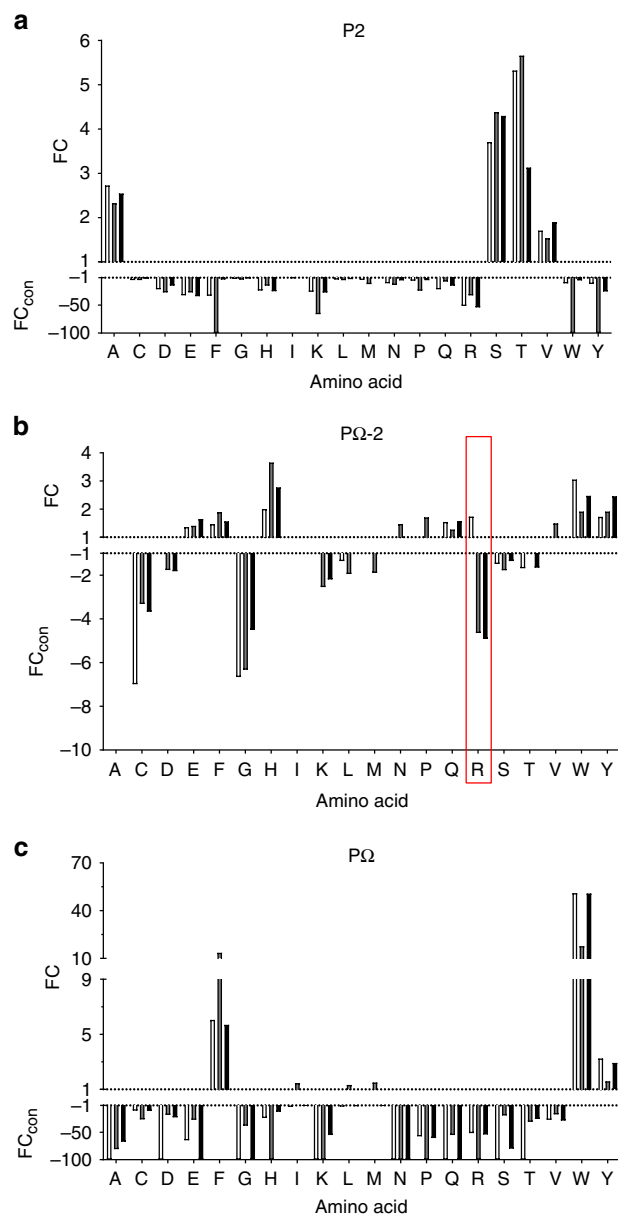 a
P2
6
5
4
3
2
1
FC
−1
−50
−100
FCcon
A C D E F G H I K L M N P Q R S T V W Y
Amino acid
b
PΩ-2
4
3
2
1
FC
−1
−2
−4
−6
−8
−10
FCcon
A C D E F G H I K L M N P Q R S T V W Y
Amino acid
c
PΩ
70
40
10
9
5
1
FC
−1
−50
−100
FCcon
A C D E F G H I K L M N P Q R S T V W Y
Amino acid